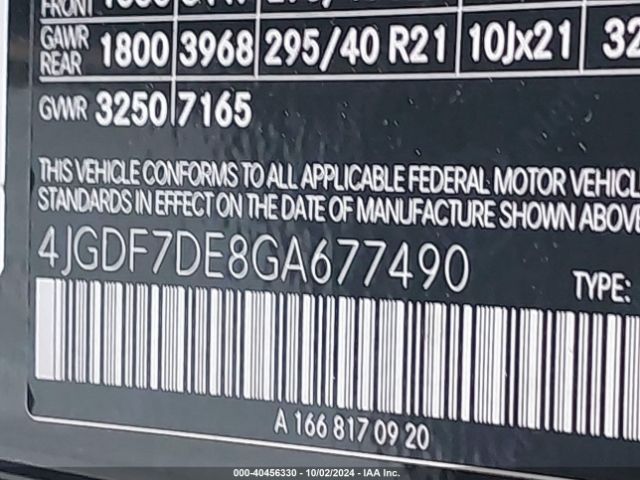 FRONT
GAWR REAR 1800 3968 295/40 R21 10Jx21 32
GVWR 3250 7165
THIS VEHICLE CONFORMS TO ALL APPLICABLE FEDERAL MOTOR VEHICL
STANDARDS IN EFFECT ON THE DATE OF MANUFACTURE SHOWN ABOVE
4JGDF7DE8GA677490
TYPE:
A 166 817 09 20
000-40456330 - 10/02/2024 - IAA Inc.